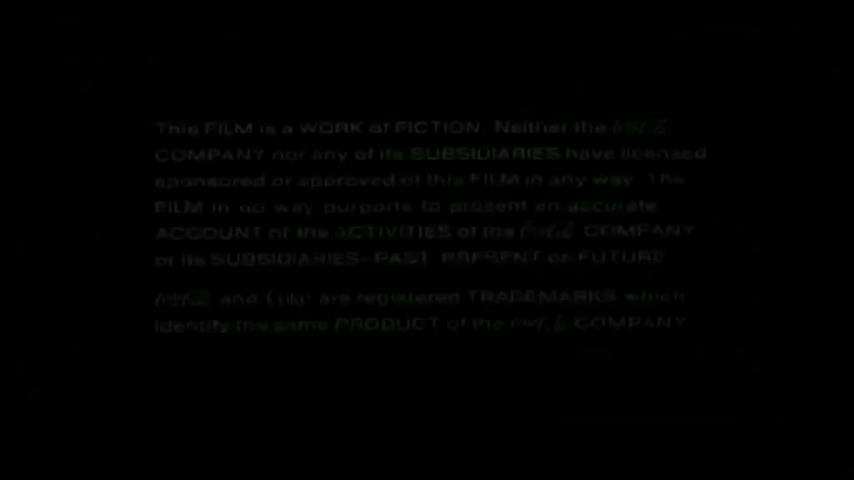 This FILM is a WORK of FICTION. Neither the
COMPANY nor any of its SUBSIDIARIES have licensed
sponsored or approved of this FILM in any way. The
FILM in no way purports to present an accurate
ACCOUNT of the ACTIVITIES of the COMPANY
or its SUBSIDIARIES-PAST PRESENT or FUTURE
and are registered TRADEMARKS which
identify the same PRODUCT of the COMPANY